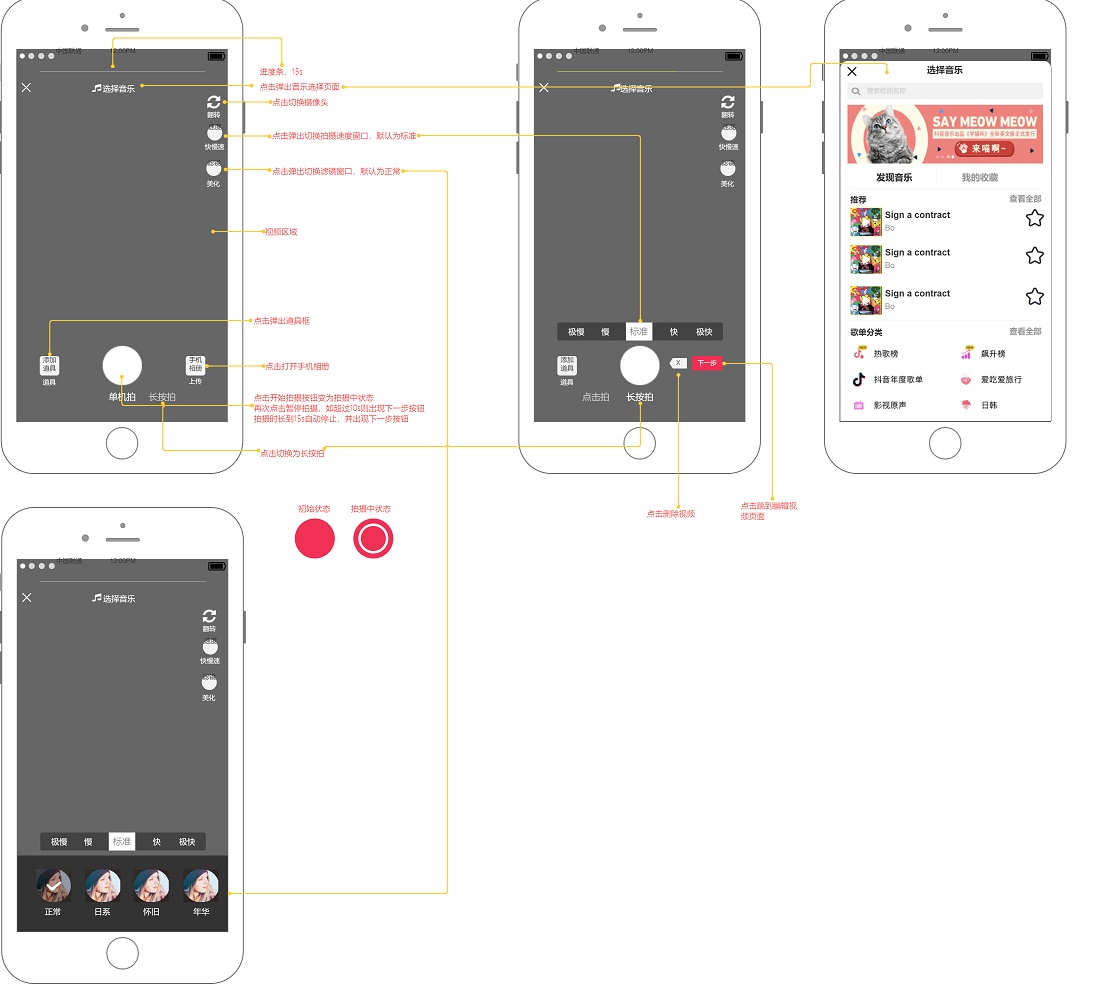 中国联通 12:00PM
选择音乐
翻转
快慢速
美化
添加
道具
道具
手机
相册
上传
单机拍 长按拍
进度条，15s
点击弹出音乐选择页面
点击切换摄像头
点击弹出切换拍摄速度窗口，默认为标准
点击弹出切换滤镜窗口，默认为正常
视频区域
点击弹出道具框
点击打开手机相册
点击开始拍摄按钮变为拍摄中状态
再次点击暂停拍摄，如超过10s则出现下一步按钮
拍摄时长到15s自动停止，并出现下一步按钮
点击切换为长按拍
中国联通 12:00PM
选择音乐
翻转
快慢速
美化
极慢 慢 标准 快 极快
添加
道具
道具
X 下一步
点击拍 长按拍
点击删除视频
点击跳到编辑视
频页面
中国联通 12:00PM
选择音乐
搜索歌曲名称
SAY MEOW MEOW
抖音音乐出品《学猫叫》全新英文版正式发行
来喵啊~
发现音乐 我的收藏
推荐 查看全部
Sign a contract
Bo
Sign a contract
Bo
Sign a contract
Bo
歌单分类 查看全部
热歌榜 飙升榜
抖音年度歌单 爱吃爱旅行
影视原声 日韩
初始状态 拍摄中状态
中国联通 12:00PM
选择音乐
翻转
快慢速
美化
极慢 慢 标准 快 极快
正常 日系 怀旧 年华